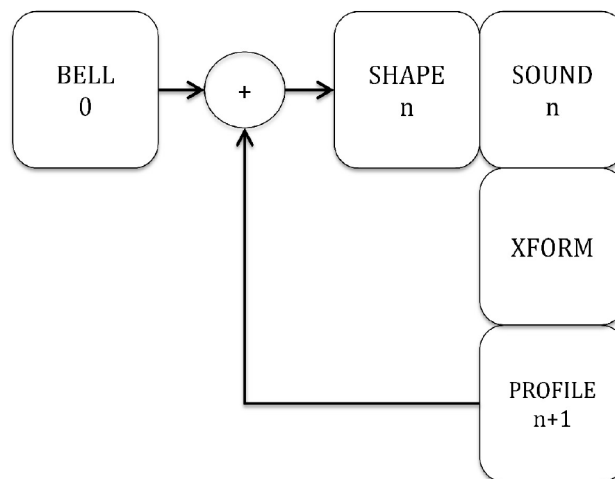 BELL
0
+
SHAPE
n
SOUND
n
XFORM
PROFILE
n+1